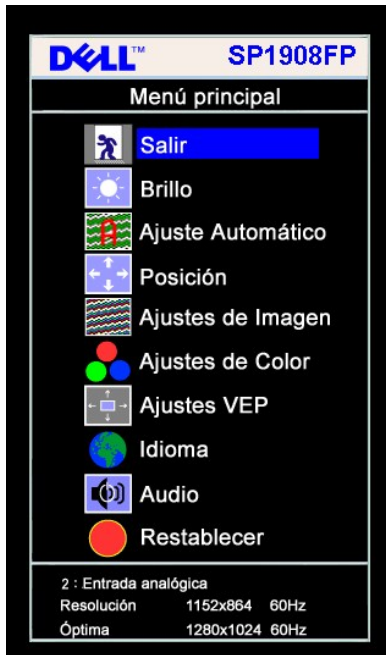 DELL™ SP1908FP
Menú principal
Salir
Brillo
Ajuste Automático
Posición
Ajustes de Imagen
Ajustes de Color
Ajustes VEP
Idioma
Audio
Restablecer
2 : Entrada analógica
Resolución 1152x864 60Hz
Óptima 1280x1024 60Hz